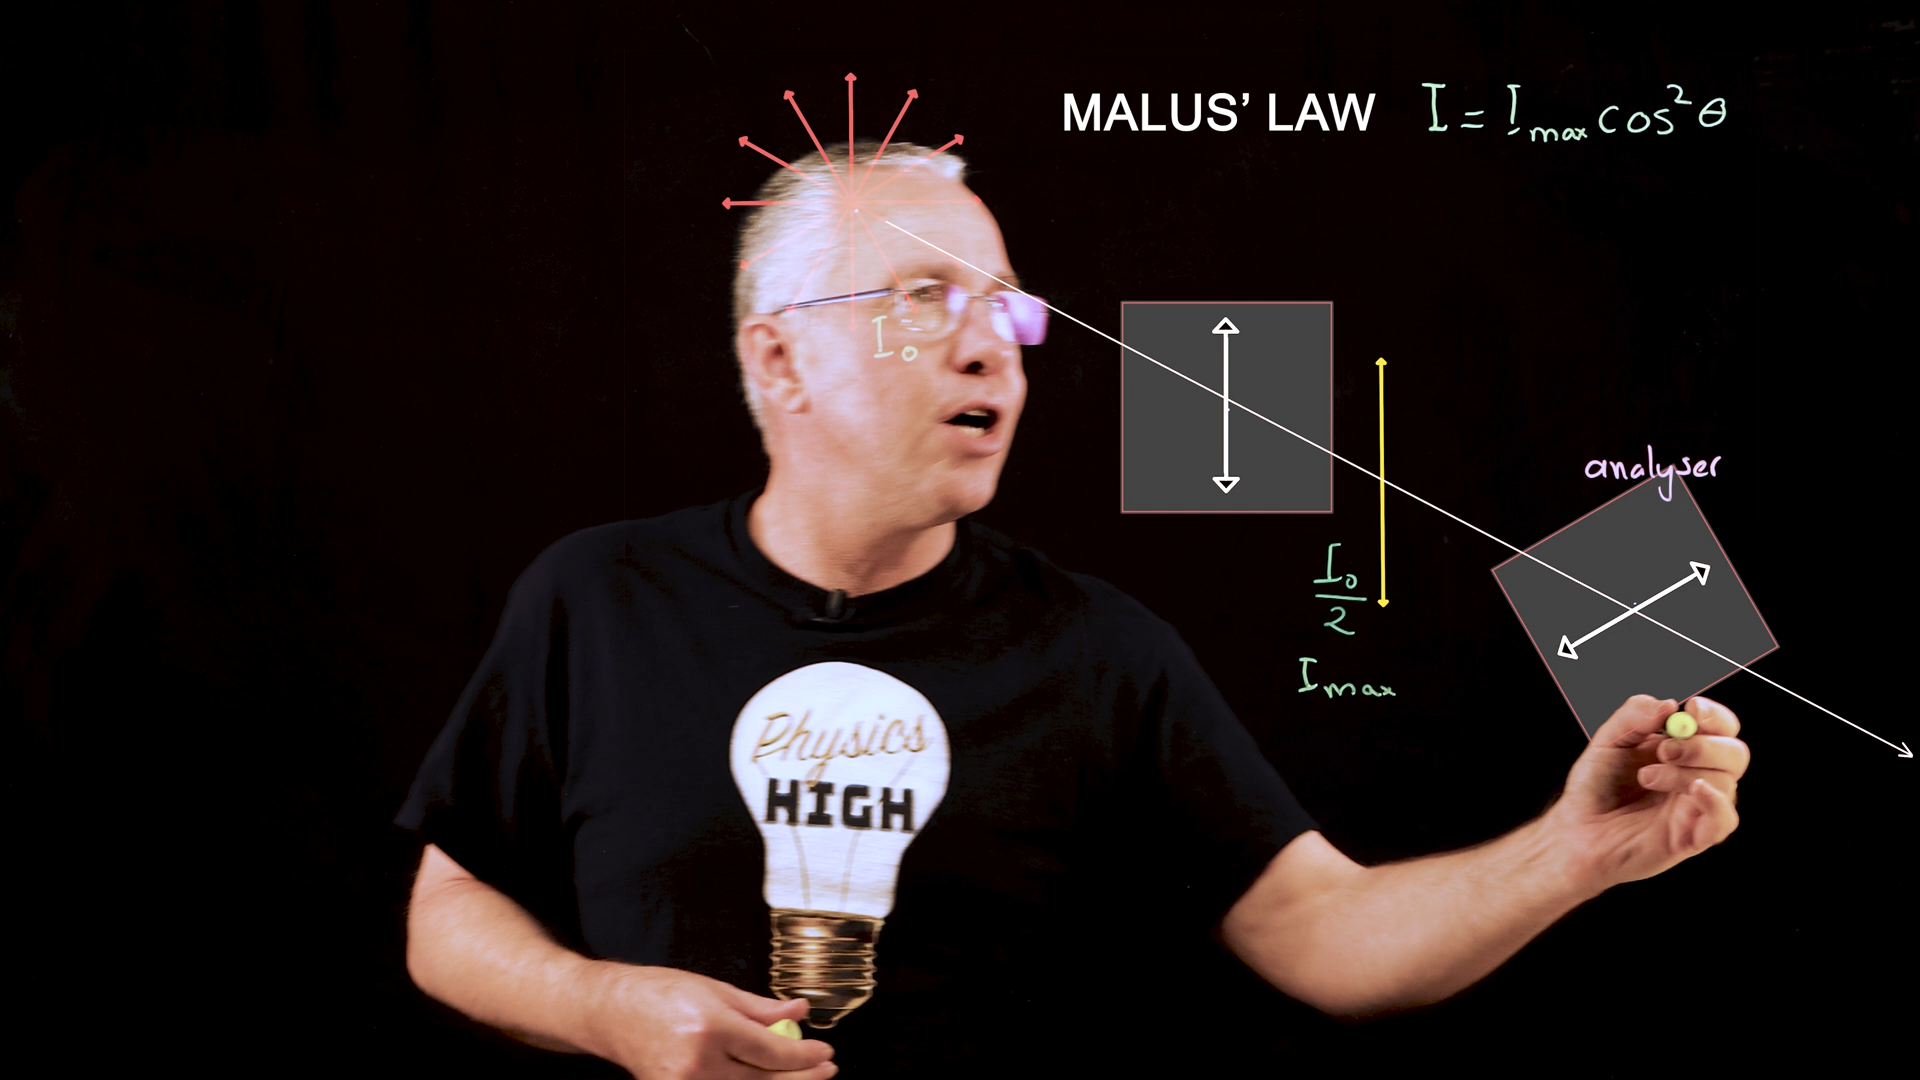 MALUS’ LAW I = Imax cos²θ
I₀
analyser
I₀
2
Imax
Physics
HIGH